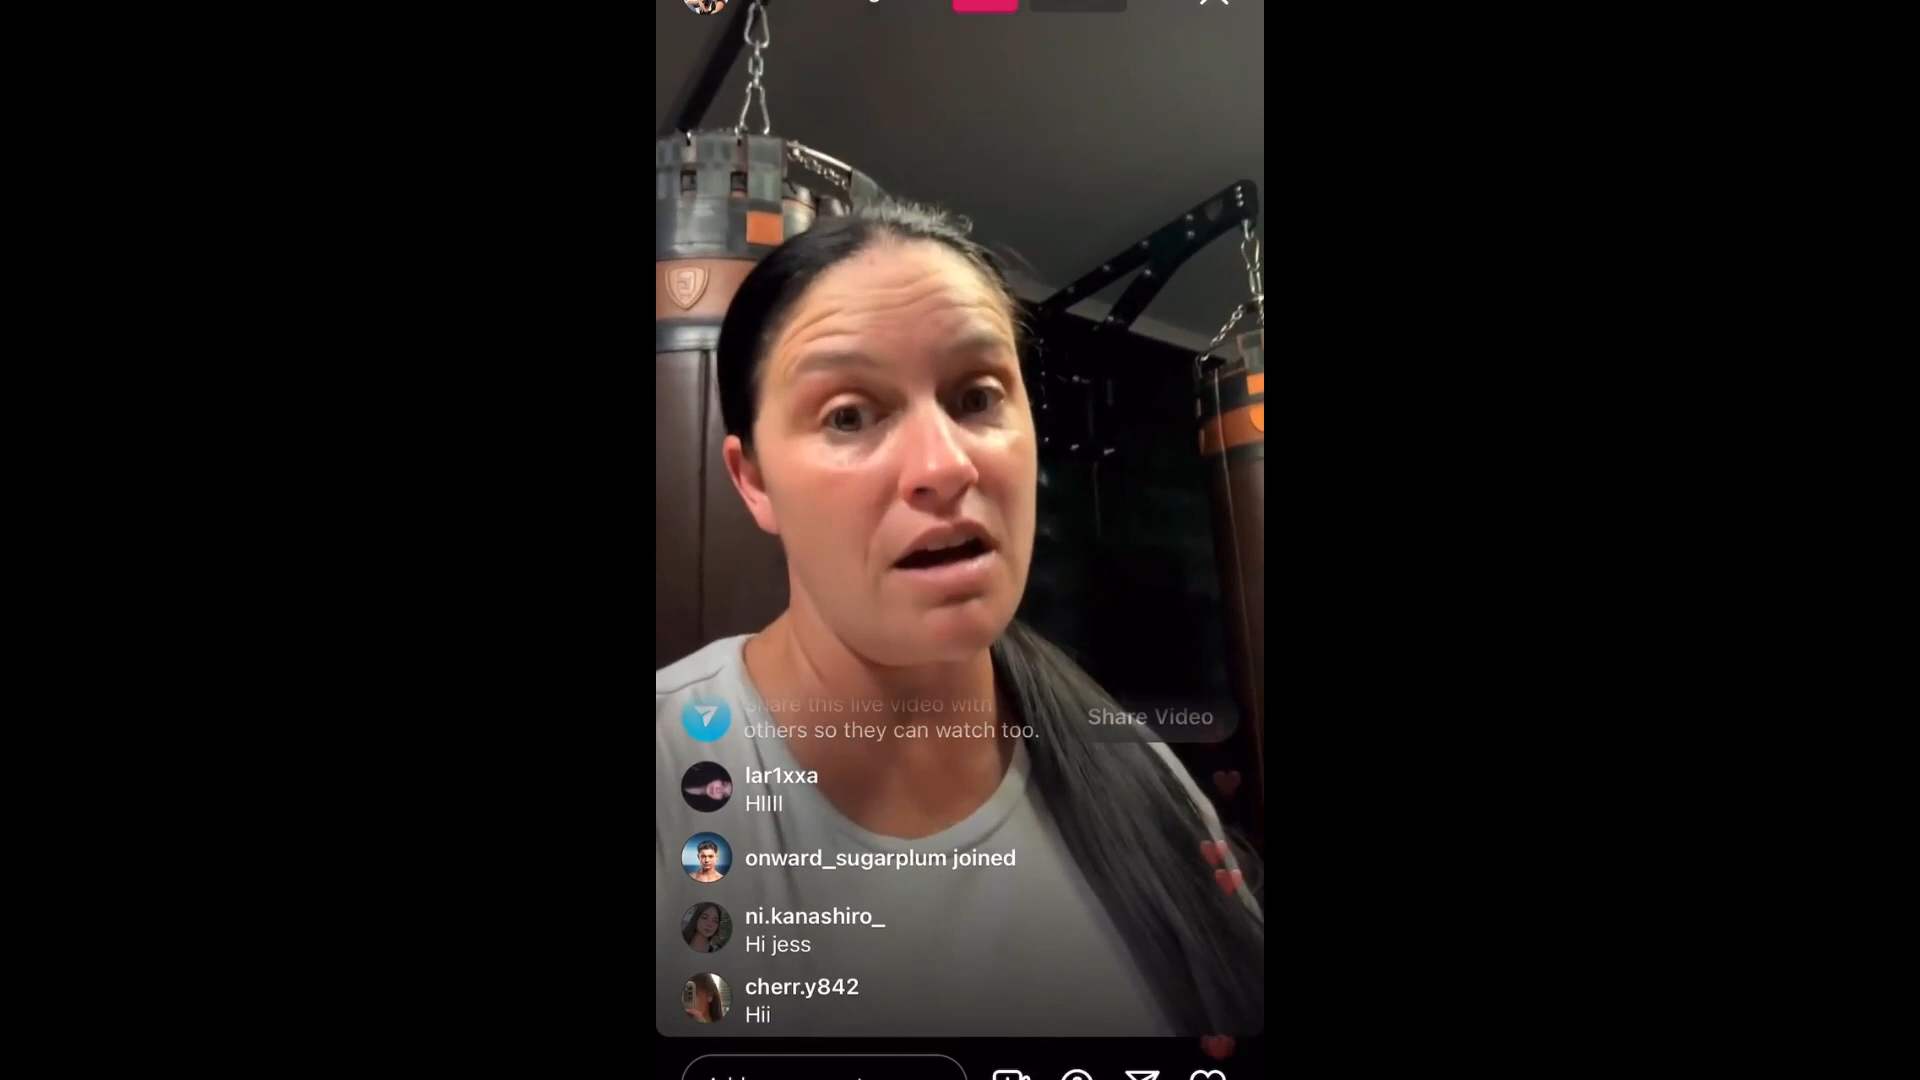 Share this live video with
others so they can watch too.
Share Video
lar1xxa
HIIII
onward_sugarplum joined
ni.kanashiro_
Hi jess
cherr.y842
Hii